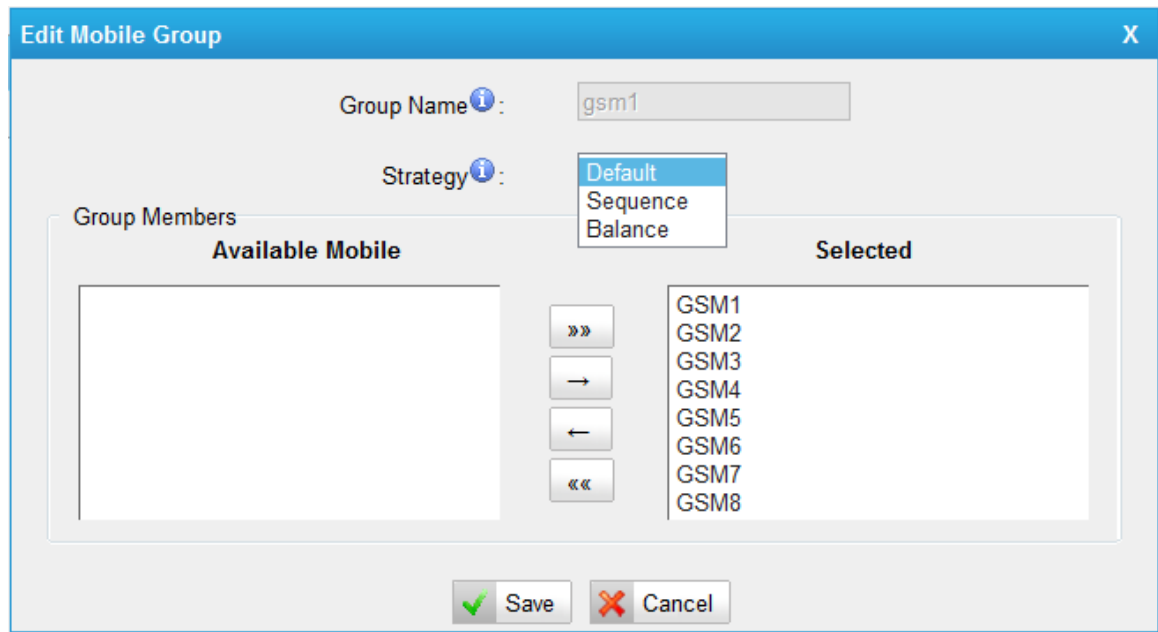 Edit Mobile Group X
Group Name i :
gsm1
Strategy i :
Default
Sequence
Balance
Group Members
Available Mobile
Selected
»»
→
←
««
GSM1
GSM2
GSM3
GSM4
GSM5
GSM6
GSM7
GSM8
Save
Cancel